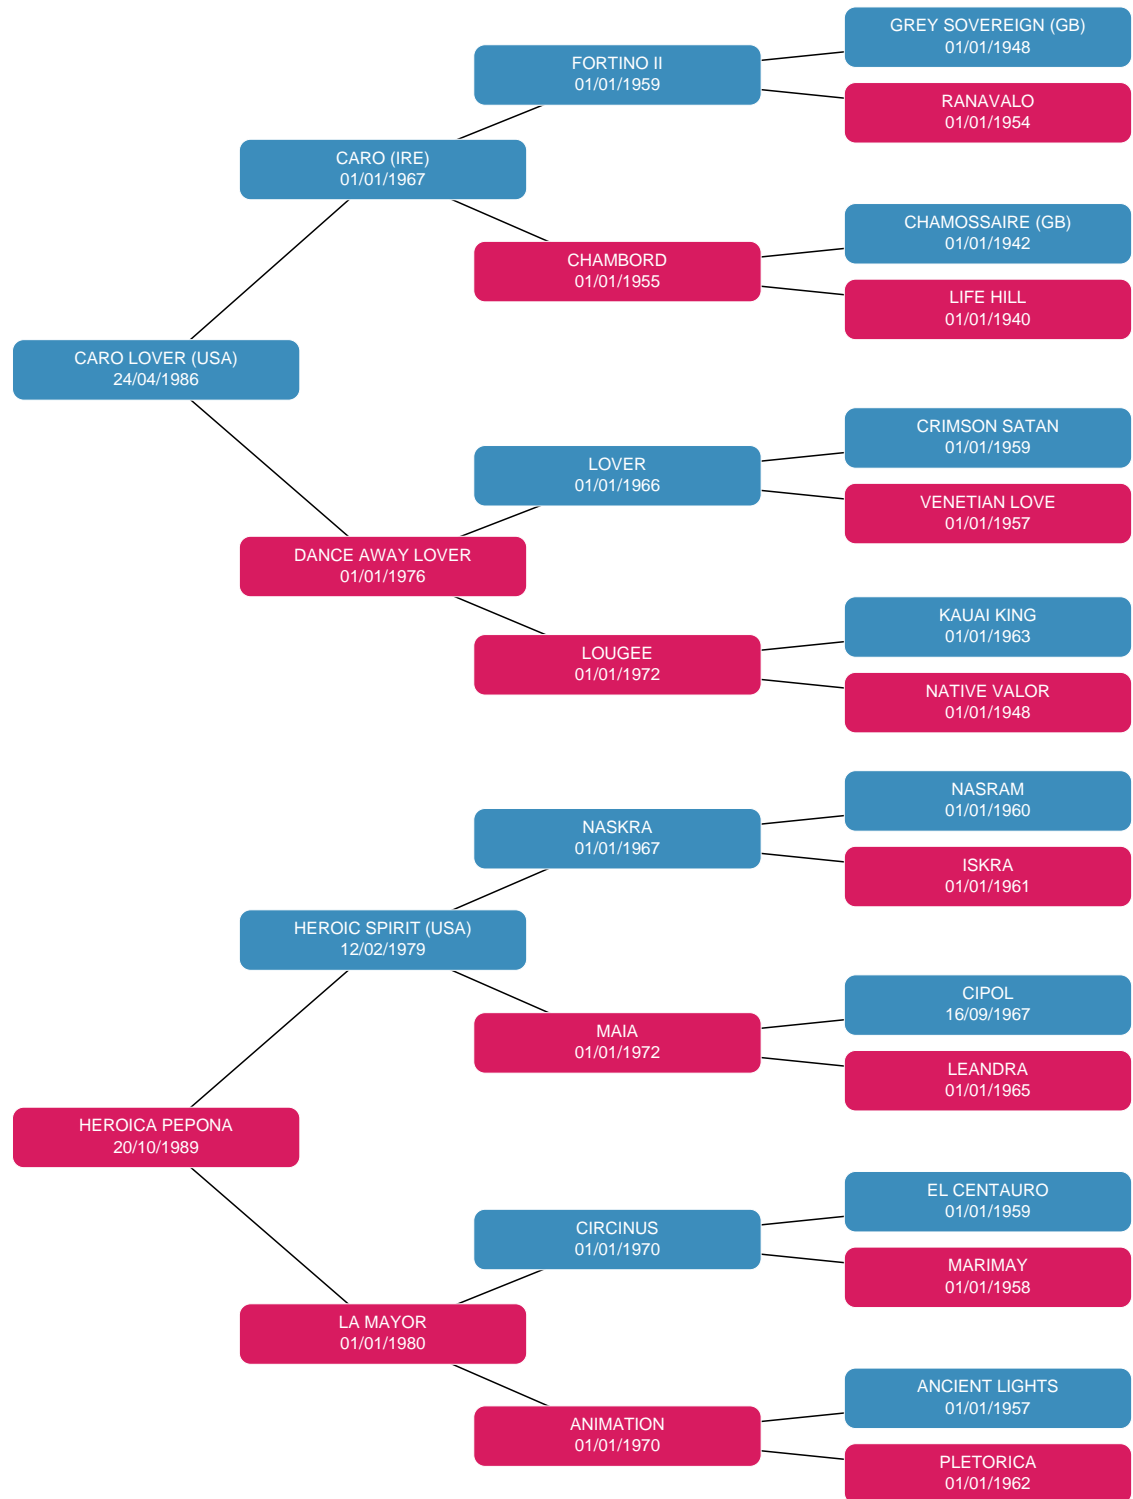 GREY SOVEREIGN (GB)
01/01/1948
FORTINO II
01/01/1959
RANAVALO
01/01/1954
CARO (IRE)
01/01/1967
CHAMOSSAIRE (GB)
01/01/1942
CHAMBORD
01/01/1955
LIFE HILL
01/01/1940
CARO LOVER (USA)
24/04/1986
CRIMSON SATAN
01/01/1959
LOVER
01/01/1966
VENETIAN LOVE
01/01/1957
DANCE AWAY LOVER
01/01/1976
KAUAI KING
01/01/1963
LOUGEE
01/01/1972
NATIVE VALOR
01/01/1948
NASRAM
01/01/1960
NASKRA
01/01/1967
ISKRA
01/01/1961
HEROIC SPIRIT (USA)
12/02/1979
CIPOL
16/09/1967
MAIA
01/01/1972
LEANDRA
01/01/1965
HEROICA PEPONA
20/10/1989
EL CENTAURO
01/01/1959
CIRCINUS
01/01/1970
MARIMAY
01/01/1958
LA MAYOR
01/01/1980
ANCIENT LIGHTS
01/01/1957
ANIMATION
01/01/1970
PLETORICA
01/01/1962